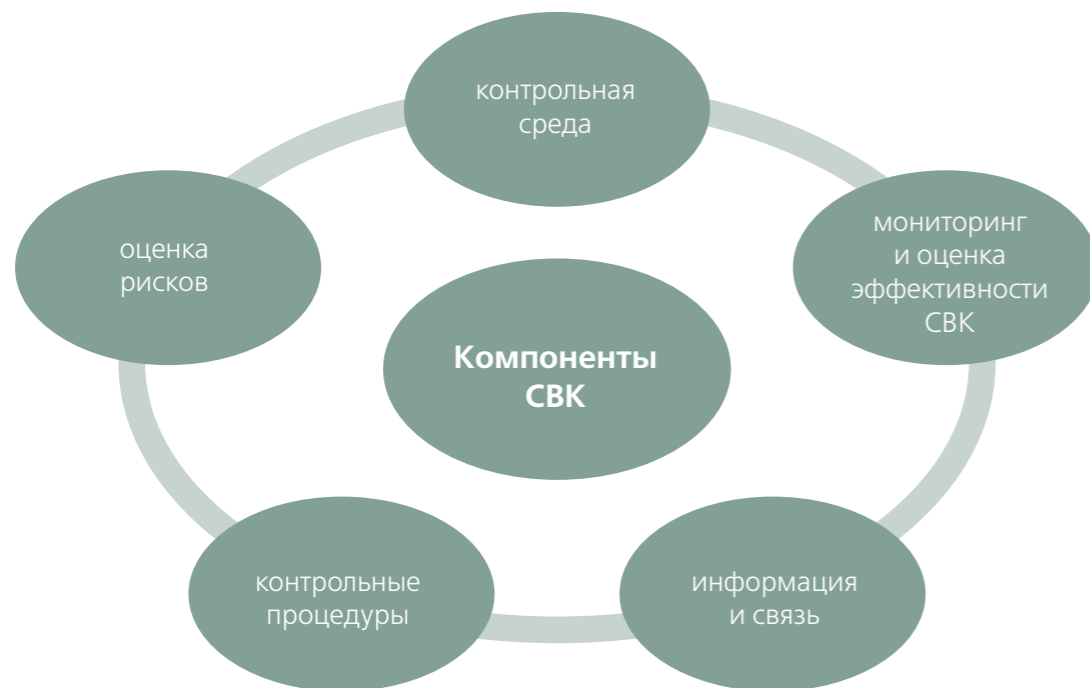 контрольная
среда
оценка
рисков
мониторинг
и оценка
эффективности
СВК
Компоненты
СВК
контрольные
процедуры
информация
и связь